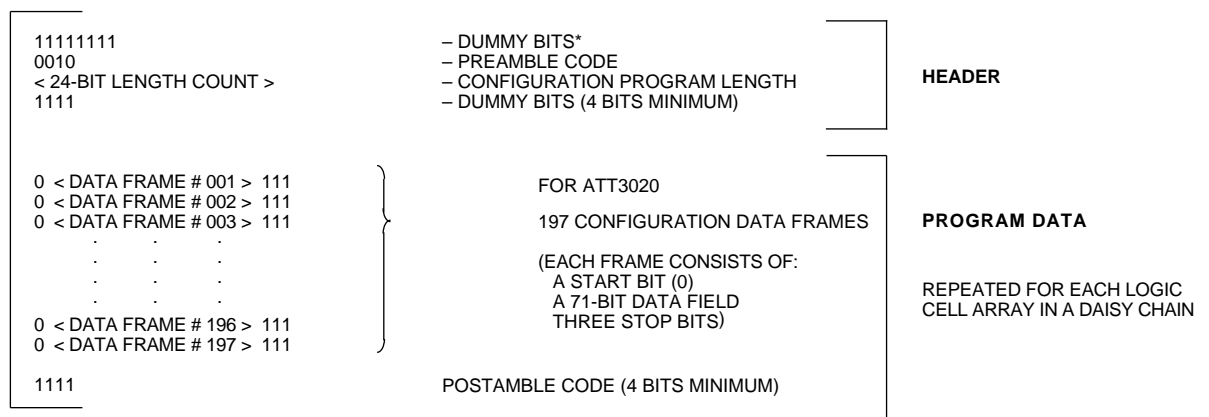 11111111 – DUMMY BITS*
0010 – PREAMBLE CODE
< 24-BIT LENGTH COUNT > – CONFIGURATION PROGRAM LENGTH
1111 – DUMMY BITS (4 BITS MINIMUM)
HEADER
0 < DATA FRAME # 001 > 111
0 < DATA FRAME # 002 > 111
0 < DATA FRAME # 003 > 111
. . .
. . .
. . .
. . .
0 < DATA FRAME # 196 > 111
0 < DATA FRAME # 197 > 111
FOR ATT3020
197 CONFIGURATION DATA FRAMES
(EACH FRAME CONSISTS OF:
A START BIT (0)
A 71-BIT DATA FIELD
THREE STOP BITS)
PROGRAM DATA
REPEATED FOR EACH LOGIC
CELL ARRAY IN A DAISY CHAIN
1111 POSTAMBLE CODE (4 BITS MINIMUM)